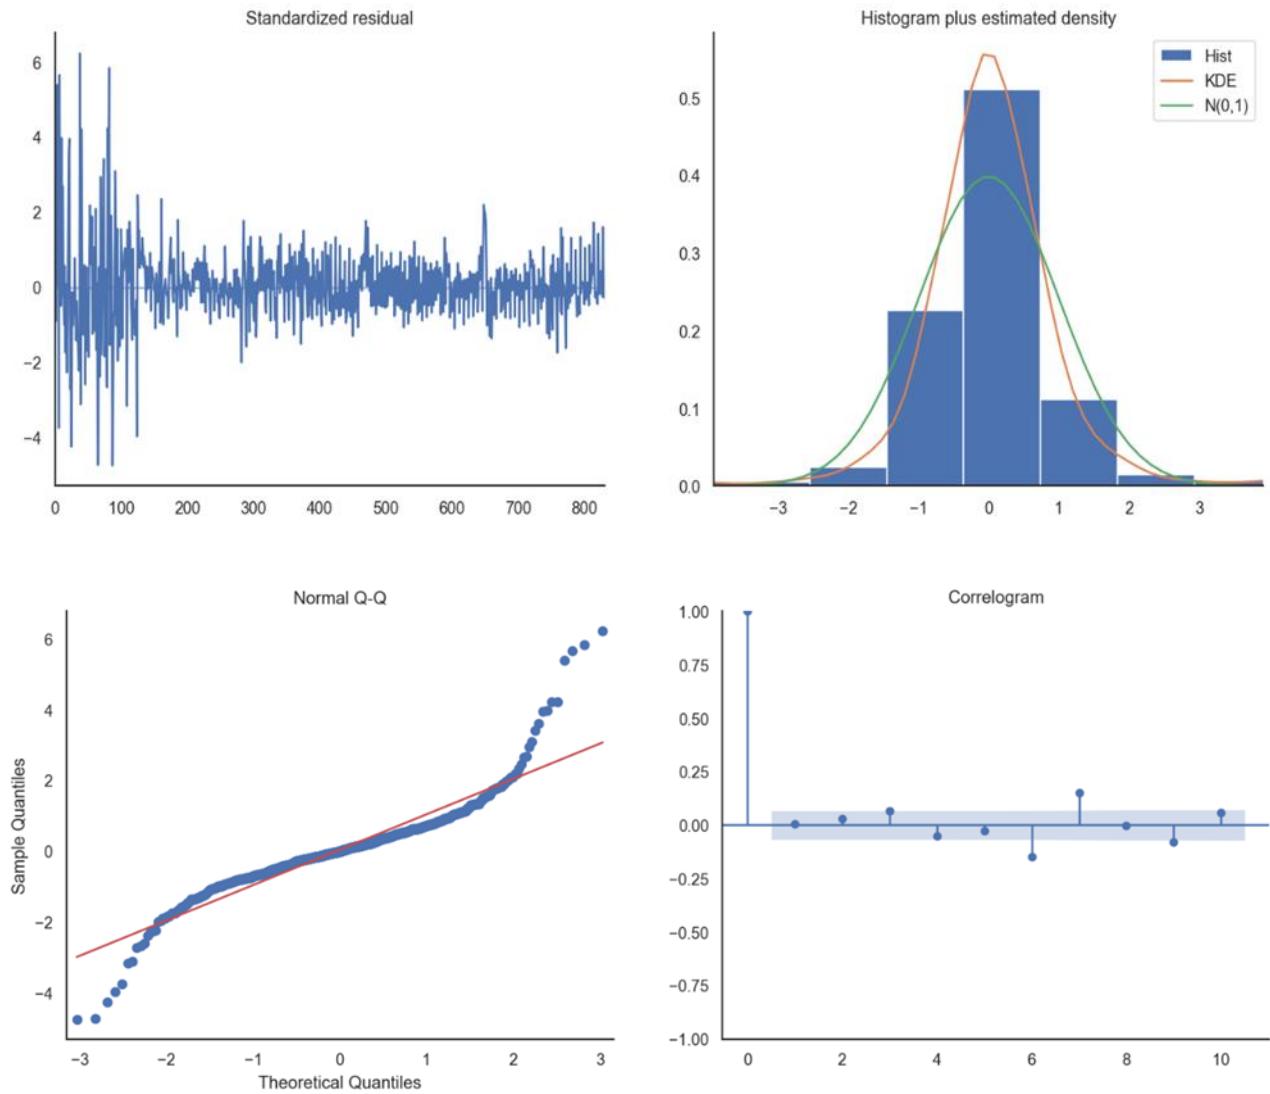 Standardized residual
6
4
2
0
−2
−4
0 100 200 300 400 500 600 700 800
Histogram plus estimated density
Hist
KDE
N(0,1)
0.5
0.4
0.3
0.2
0.1
0.0
−3 −2 −1 0 1 2 3
Normal Q-Q
Sample Quantiles
6
4
2
0
−2
−4
−3 −2 −1 0 1 2 3
Theoretical Quantiles
Correlogram
1.00
0.75
0.50
0.25
0.00
−0.25
−0.50
−0.75
−1.00
0 2 4 6 8 10